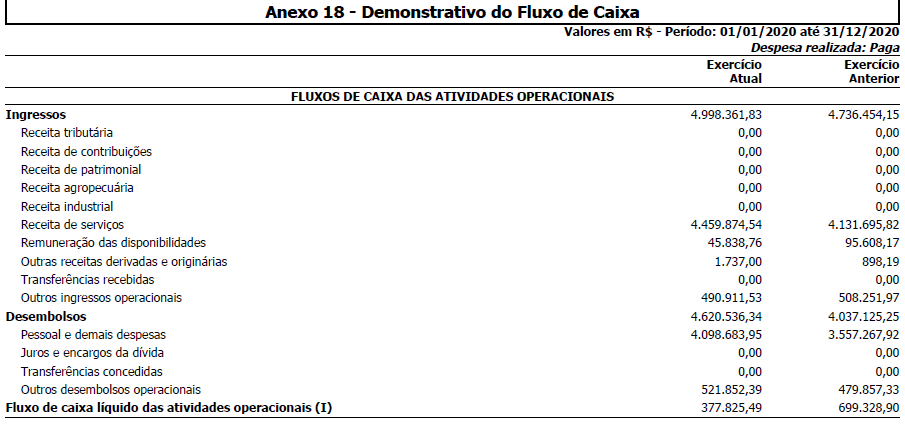 Anexo 18 - Demonstrativo do Fluxo de Caixa
Valores em R$ - Período: 01/01/2020 até 31/12/2020
Despesa realizada: Paga
Exercício Atual Exercício Anterior
FLUXOS DE CAIXA DAS ATIVIDADES OPERACIONAIS
Ingressos 4.998.361,83 4.736.454,15
Receita tributária 0,00 0,00
Receita de contribuições 0,00 0,00
Receita de patrimonial 0,00 0,00
Receita agropecuária 0,00 0,00
Receita industrial 0,00 0,00
Receita de serviços 4.459.874,54 4.131.695,82
Remuneração das disponibilidades 45.838,76 95.608,17
Outras receitas derivadas e originárias 1.737,00 898,19
Transferências recebidas 0,00 0,00
Outros ingressos operacionais 490.911,53 508.251,97
Desembolsos 4.620.536,34 4.037.125,25
Pessoal e demais despesas 4.098.683,95 3.557.267,92
Juros e encargos da dívida 0,00 0,00
Transferências concedidas 0,00 0,00
Outros desembolsos operacionais 521.852,39 479.857,33
Fluxo de caixa líquido das atividades operacionais (I) 377.825,49 699.328,90